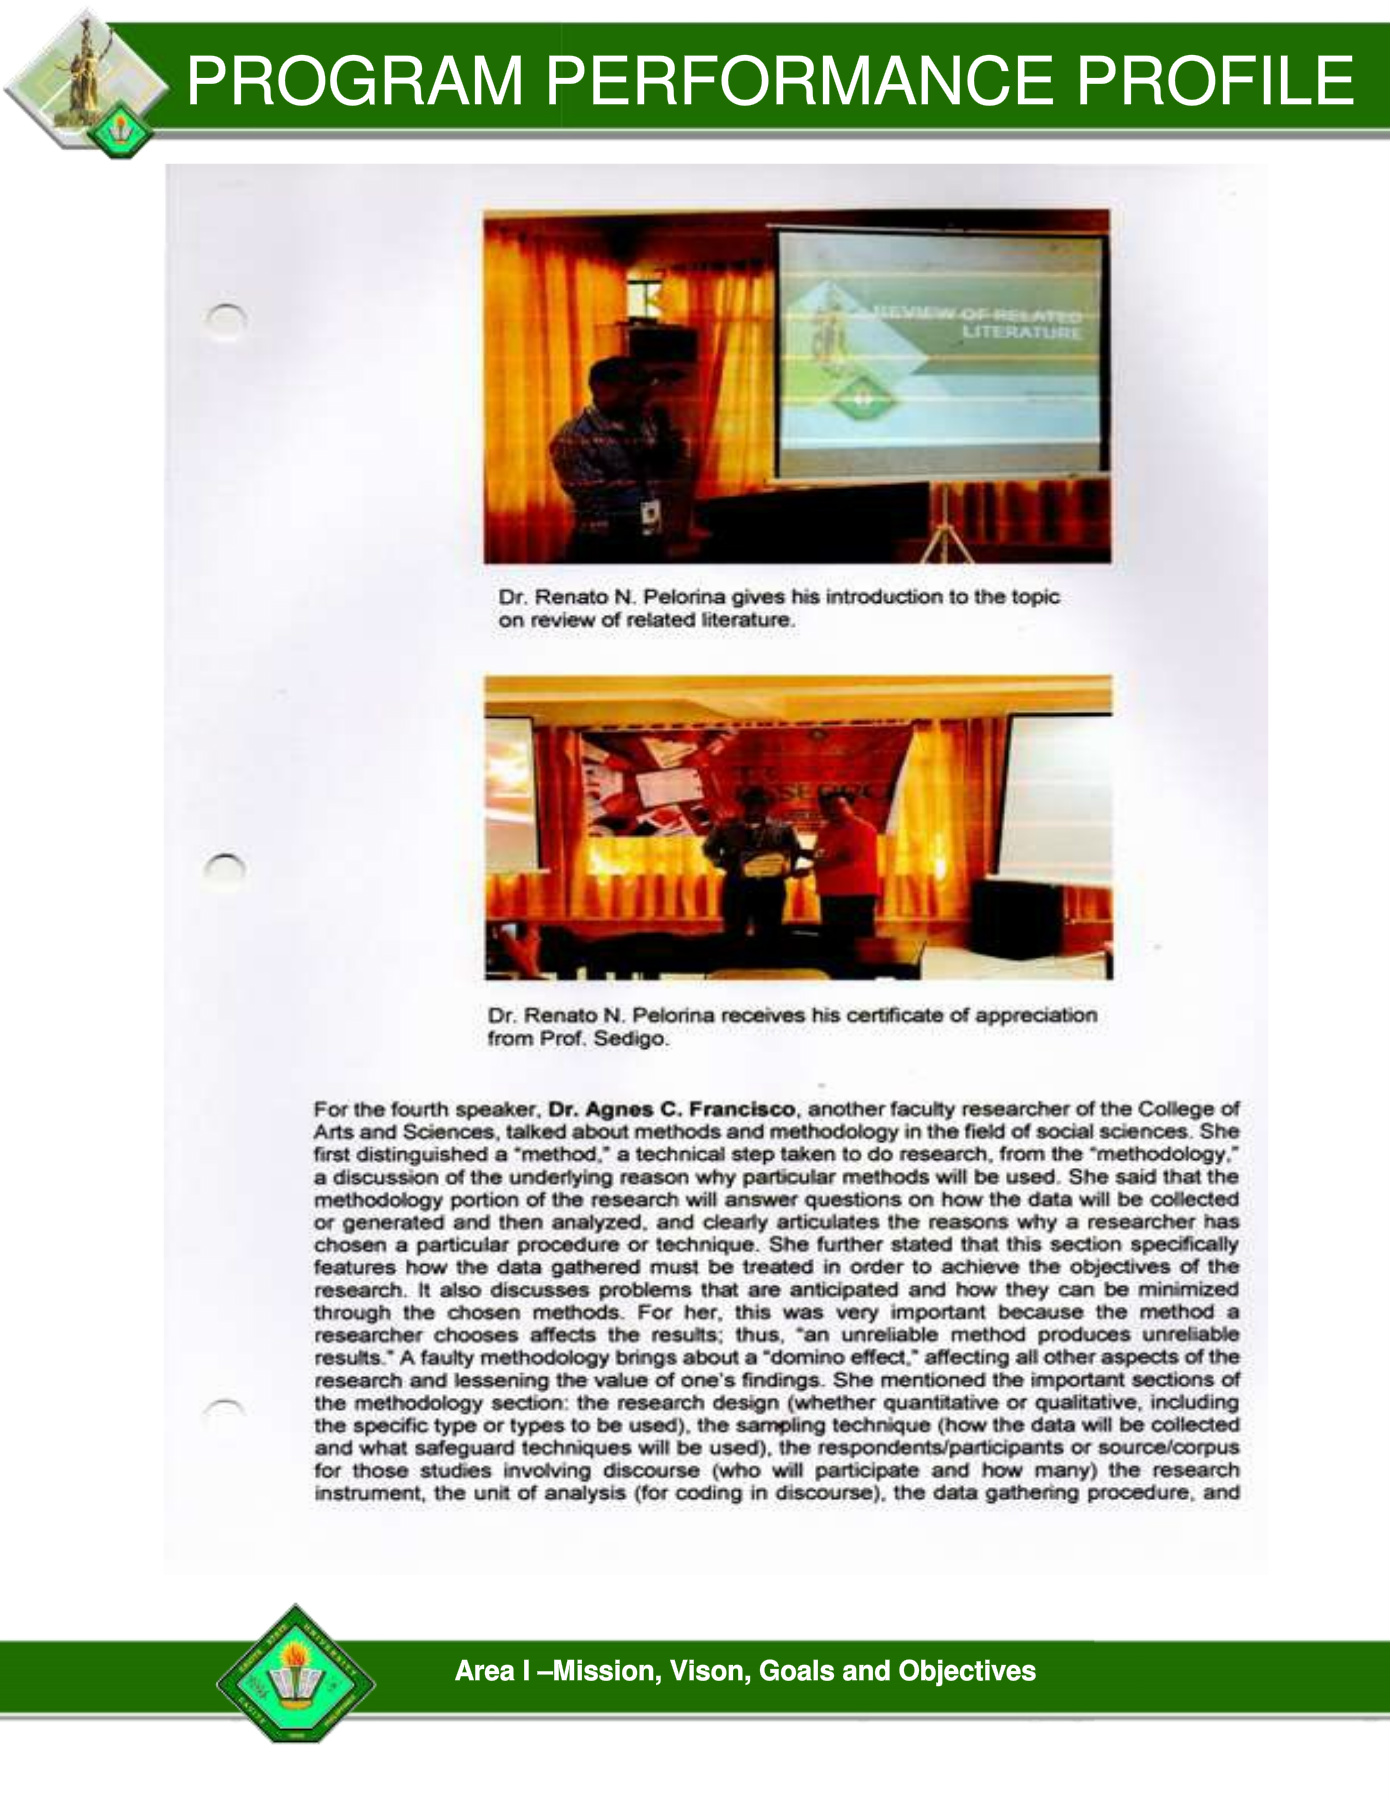 PROGRAM PERFORMANCE PROFILE
REVIEW OF RELATED
LITERATURE
Dr. Renato N. Pelorina gives his introduction to the topic
on review of related literature.
Dr. Renato N. Pelorina receives his certificate of appreciation
from Prof. Sedigo.
For the fourth speaker, Dr. Agnes C. Francisco, another faculty researcher of the College of
Arts and Sciences, talked about methods and methodology in the field of social sciences. She
first distinguished a "method," a technical step taken to do research, from the "methodology,"
a discussion of the underlying reason why particular methods will be used. She said that the
methodology portion of the research will answer questions on how the data will be collected
or generated and then analyzed, and clearly articulates the reasons why a researcher has
chosen a particular procedure or technique. She further stated that this section specifically
features how the data gathered must be treated in order to achieve the objectives of the
research. It also discusses problems that are anticipated and how they can be minimized
through the chosen methods. For her, this was very important because the method a
researcher chooses affects the results; thus, "an unreliable method produces unreliable
results." A faulty methodology brings about a "domino effect," affecting all other aspects of the
research and lessening the value of one's findings. She mentioned the important sections of
the methodology section: the research design (whether quantitative or qualitative, including
the specific type or types to be used), the sampling technique (how the data will be collected
and what safeguard techniques will be used), the respondents/participants or source/corpus
for those studies involving discourse (who will participate and how many) the research
instrument, the unit of analysis (for coding in discourse), the data gathering procedure, and
CAVITE STATE UNIVERSITY
Area I –Mission, Vison, Goals and Objectives